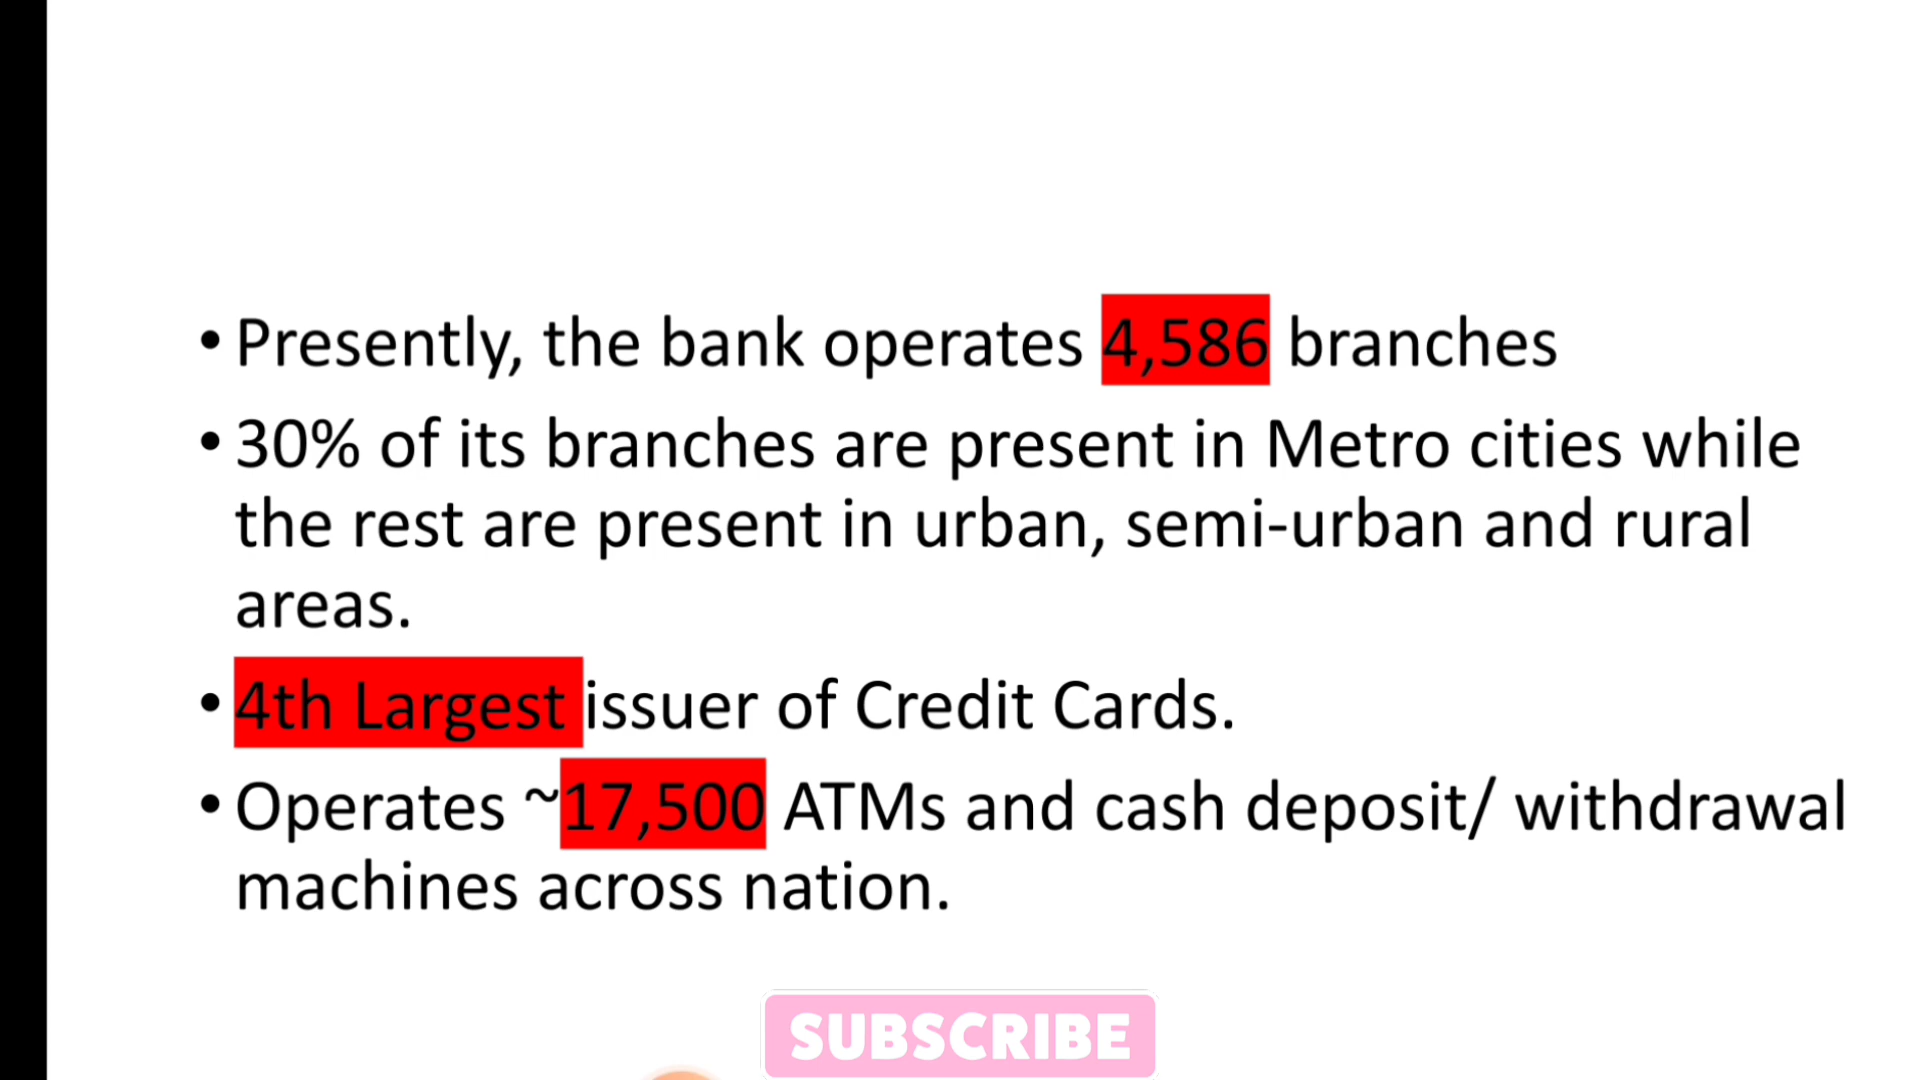 • Presently, the bank operates 4,586 branches
• 30% of its branches are present in Metro cities while
the rest are present in urban, semi-urban and rural
areas.
• 4th Largest issuer of Credit Cards.
• Operates ~17,500 ATMs and cash deposit/ withdrawal
machines across nation.
SUBSCRIBE